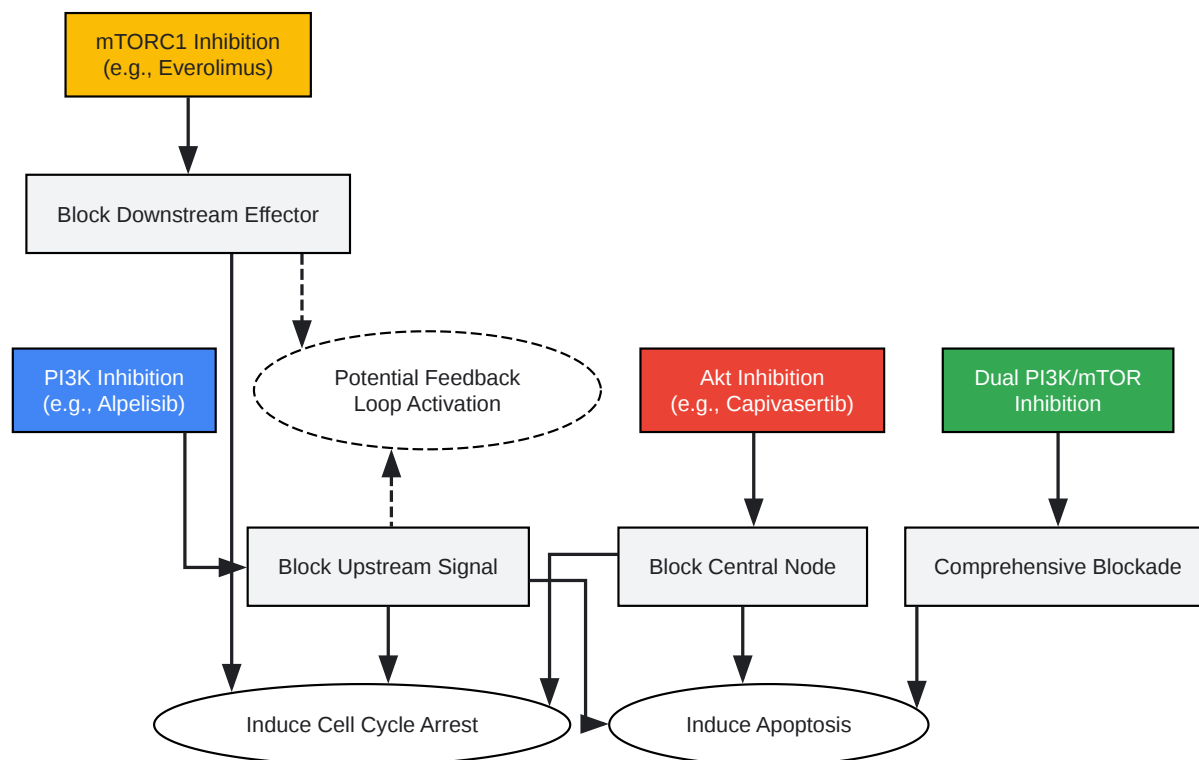 mTORC1 Inhibition
(e.g., Everolimus)
Block Downstream Effector
PI3K Inhibition
(e.g., Alpelisib)
Potential Feedback
Loop Activation
Akt Inhibition
(e.g., Capivasertib)
Dual PI3K/mTOR
Inhibition
Block Upstream Signal
Block Central Node
Comprehensive Blockade
Induce Cell Cycle Arrest
Induce Apoptosis